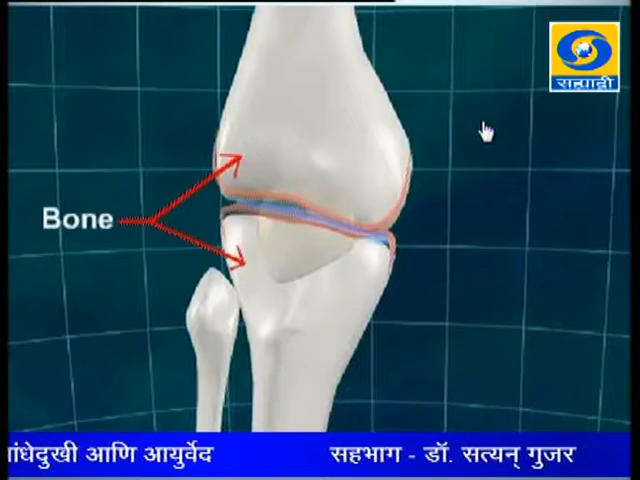 सह्याद्री
Bone
ांधेदुखी आणि आयुर्वेद सहभाग - डॉ. सत्यन् गुजर